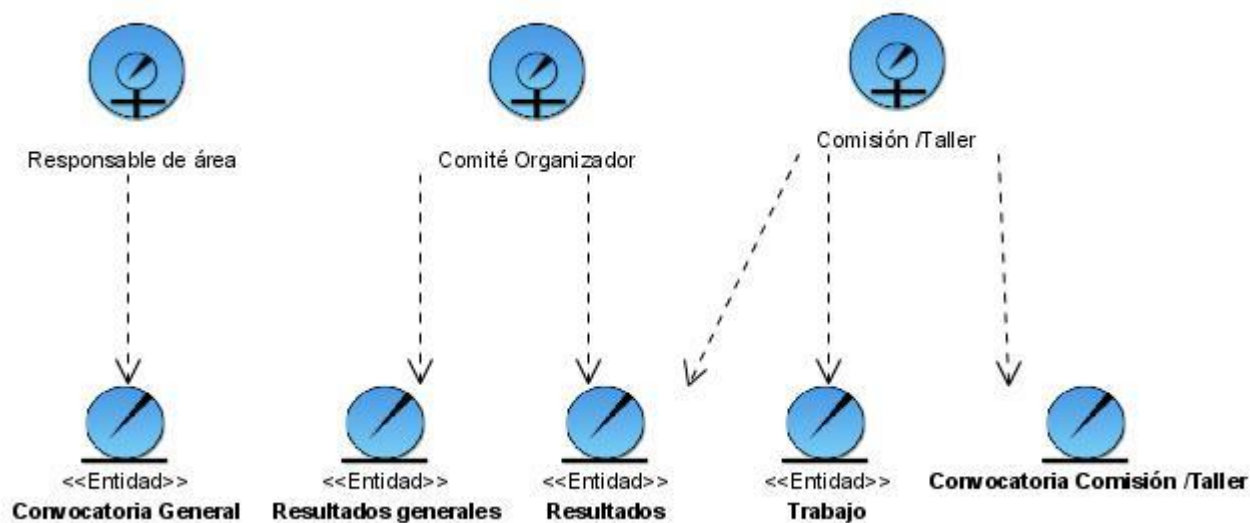 Responsable de área
Comité Organizador
Comisión /Taller
<<Entidad>>
Convocatoria General
<<Entidad>>
Resultados generales
<<Entidad>>
Resultados
<<Entidad>>
Trabajo
Convocatoria Comisión /Taller